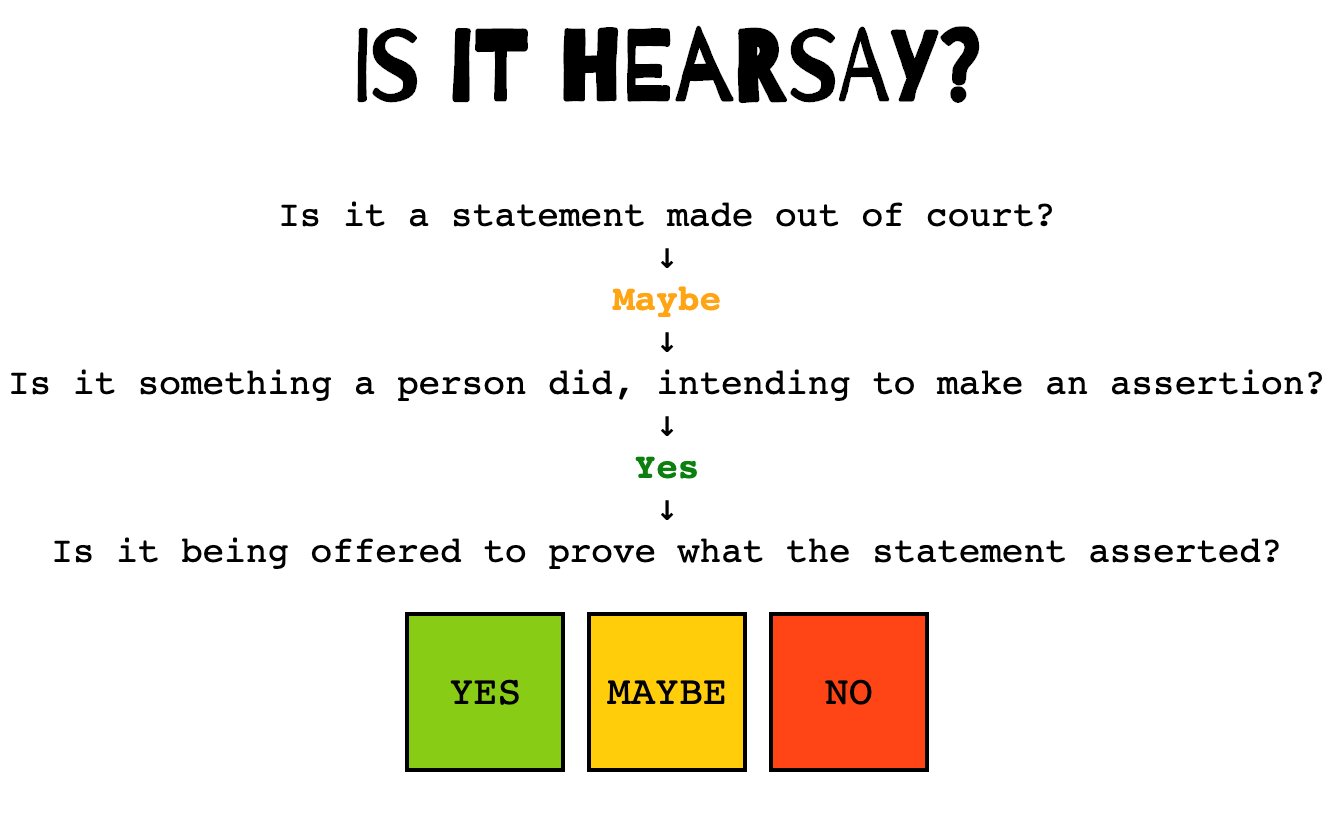 IS IT HEARSAY?
Is it a statement made out of court?
↓
Maybe
↓
Is it something a person did, intending to make an assertion?
↓
Yes
↓
Is it being offered to prove what the statement asserted?
YES MAYBE NO